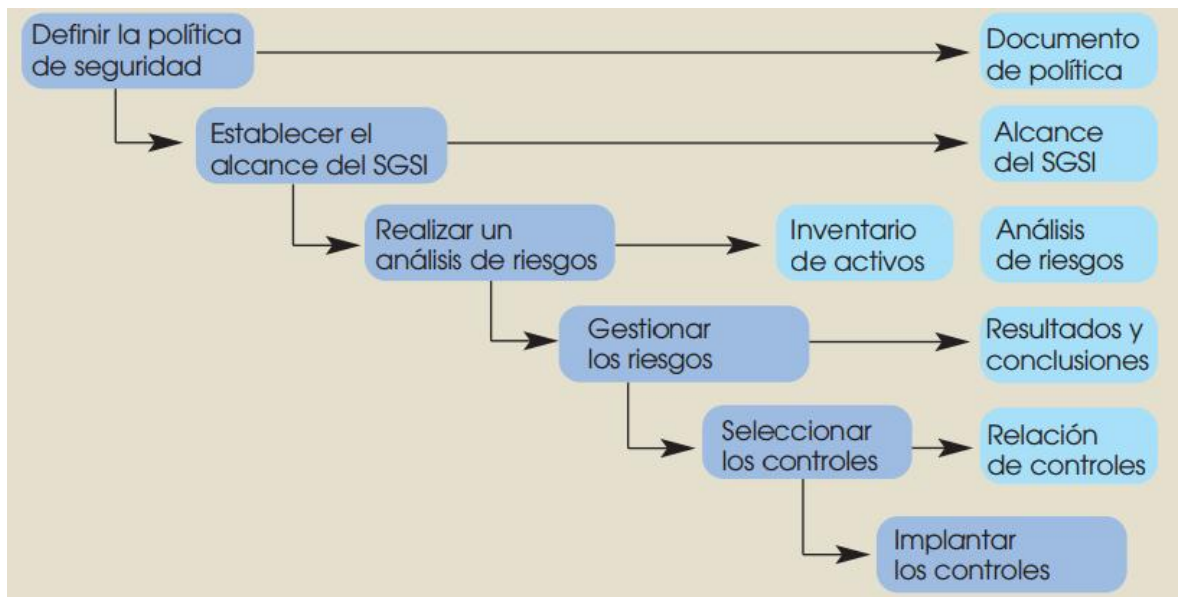 Definir la política
de seguridad
Documento
de política
Establecer el
alcance del SGSI
Alcance
del SGSI
Realizar un
análisis de riesgos
Inventario
de activos
Análisis
de riesgos
Gestionar
los riesgos
Resultados y
conclusiones
Seleccionar
los controles
Relación
de controles
Implantar
los controles